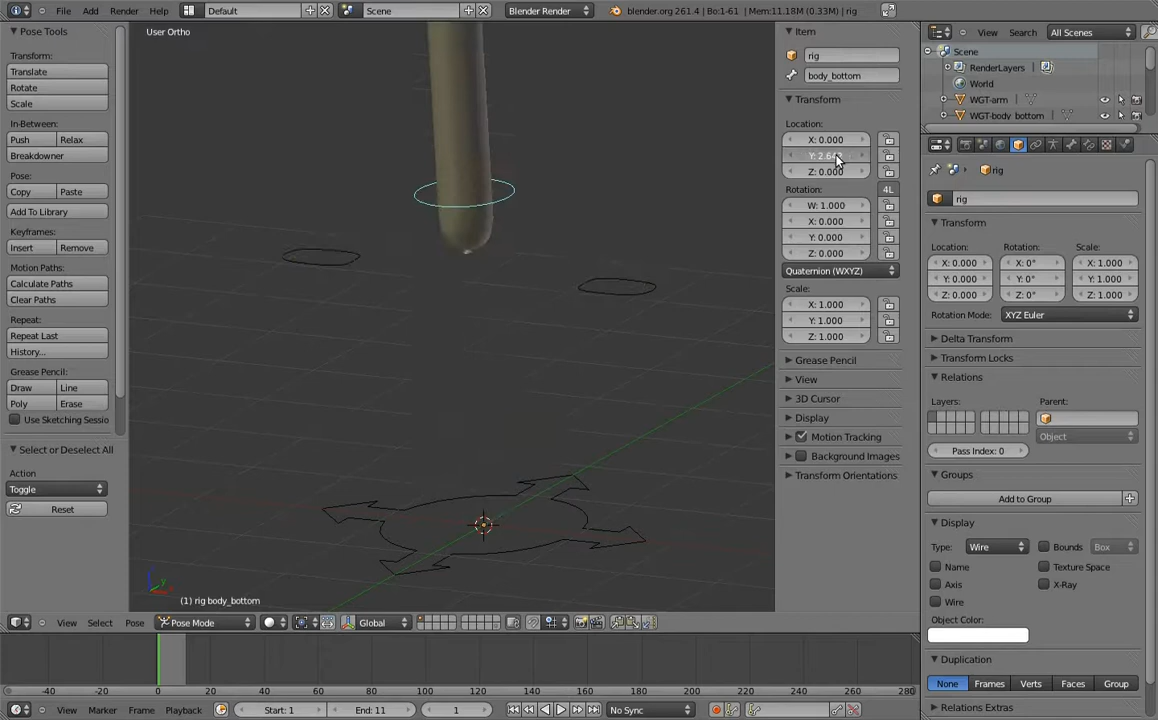 Add Render Help
Default
Scene
Blender Render
blender.org 261.4 | Bo:1-61 | Mem:11.18M (0.33M) | rig
Pose Tools
Transform:
Translate
Rotate
Scale
In-Between:
Push Relax
Breakdowner
Pose:
Copy Paste
Add To Library
Keyframes:
Insert Remove
Motion Paths:
Calculate Paths
Clear Paths
Repeat:
Repeat Last
History...
Grease Pencil:
Draw Line
Poly Erase
Use Sketching Sessio
Select or Deselect All
Action
Toggle
Reset
User Ortho
z y x
(1) rig body_bottom
Item
rig
body_bottom
Transform
Location:
X: 0.000
Z: 0.000
Rotation:
4L
W: 1.000
X: 0.000
Y: 0.000
Z: 0.000
Quaternion (WXYZ)
Scale:
X: 1.000
Y: 1.000
Z: 1.000
Grease Pencil
View
3D Cursor
Display
Motion Tracking
Background Images
Transform Orientations
View Search All Scenes
Scene
RenderLayers
World
WGT-arm
WGT-body_bottom
rig
rig
Transform
Location: Rotation: Scale:
X: 0.000 X: 0° X: 1.000
Y: 0.000 Y: 0° Y: 1.000
Z: 0.000 Z: 0° Z: 1.000
Rotation Mode: XYZ Euler
Delta Transform
Transform Locks
Relations
Layers: Parent:
Object
Pass Index: 0
Groups
Add to Group
Display
Type: Wire Bounds Box
Name Texture Space
Axis X-Ray
Wire
Object Color:
Duplication
None Frames Verts Faces Group
Relations Extras
View Select Pose Pose Mode Global
-40 -20 0 20 40 60 80 100 120 140 160 180 200 220 240 260 280
View Marker Frame Playback Start: 1 End: 11 1 No Sync